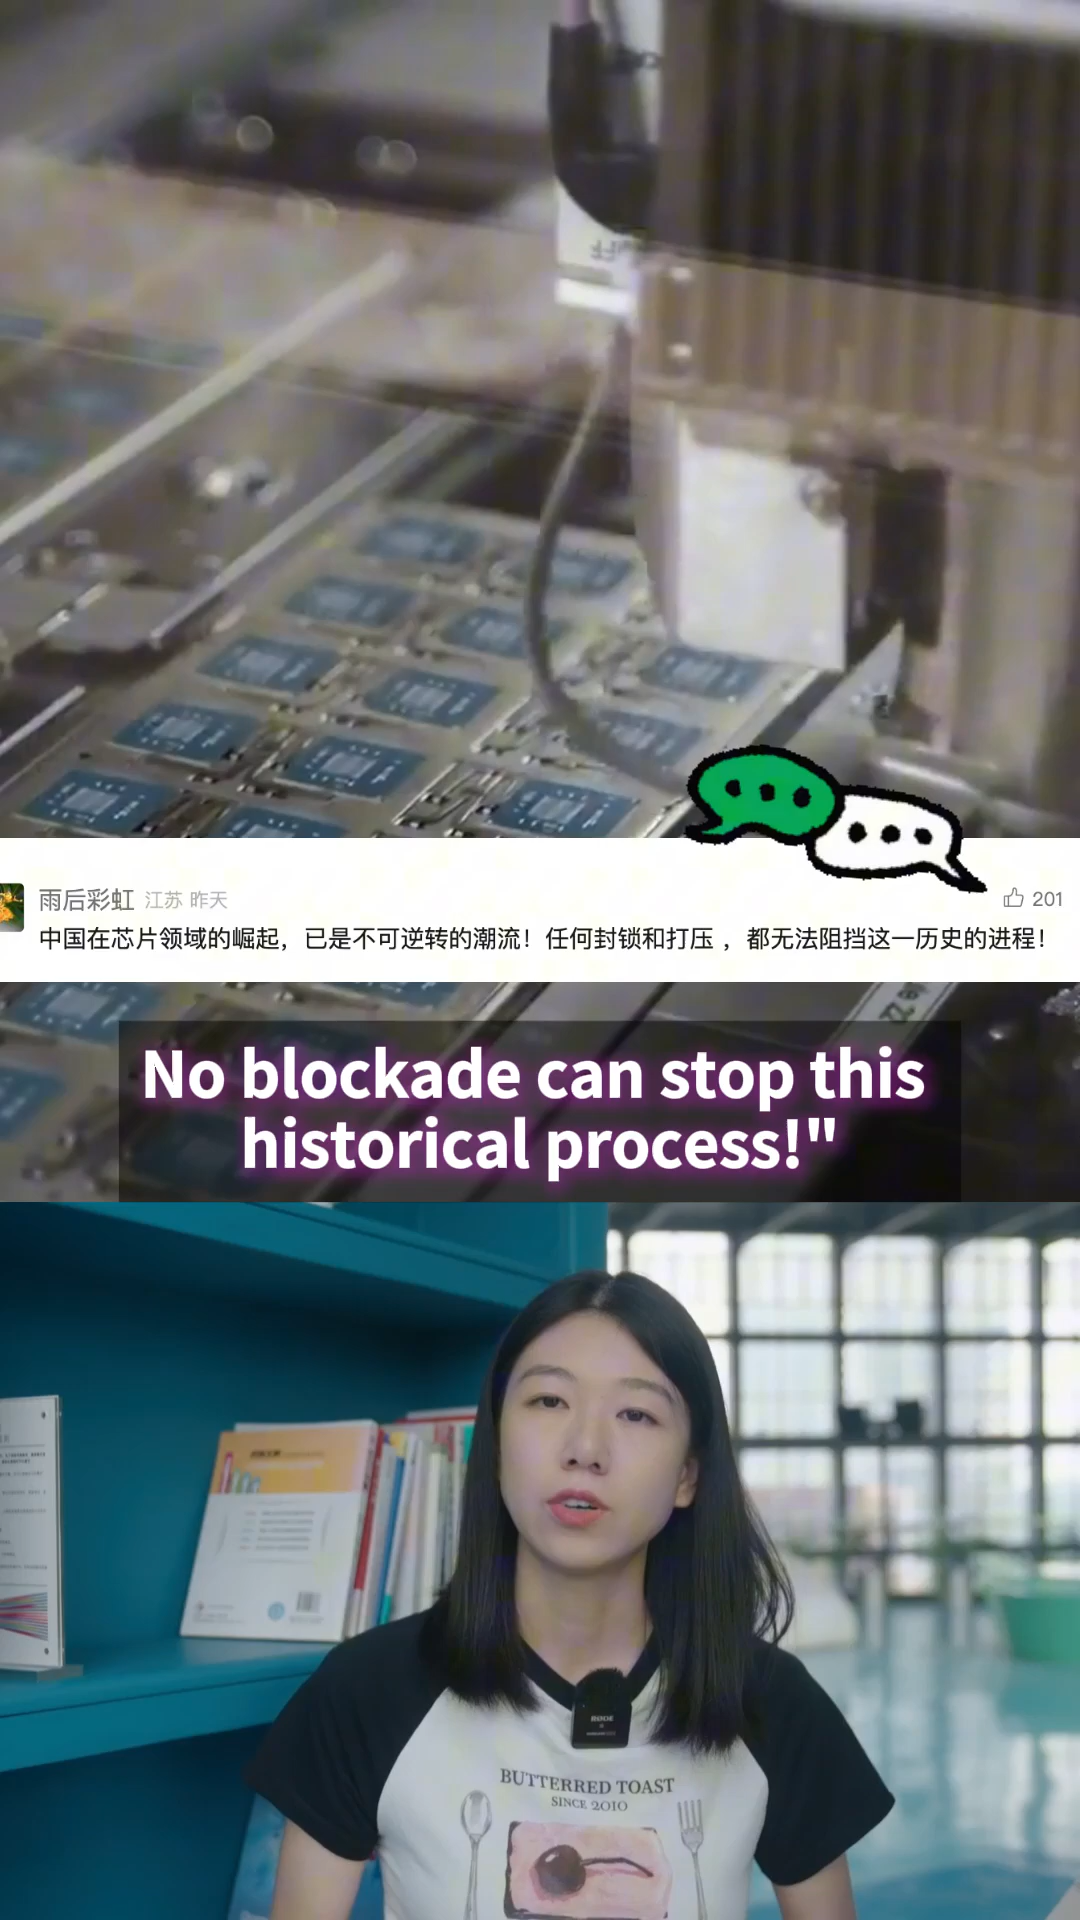 雨后彩虹 江苏 昨天
201
中国在芯片领域的崛起，已是不可逆转的潮流！任何封锁和打压，都无法阻挡这一历史的进程！
No blockade can stop this
historical process!"
RØDE
BUTTERRED TOAST
SINCE 2010